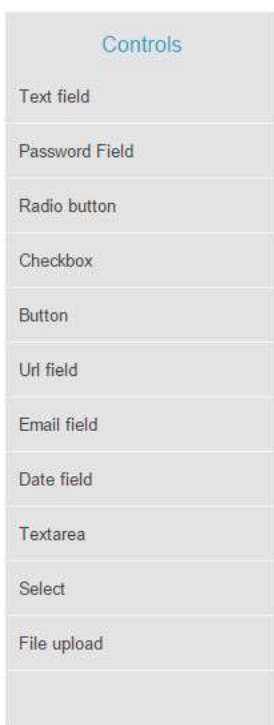 Controls
Text field
Password Field
Radio button
Checkbox
Button
Url field
Email field
Date field
Textarea
Select
File upload